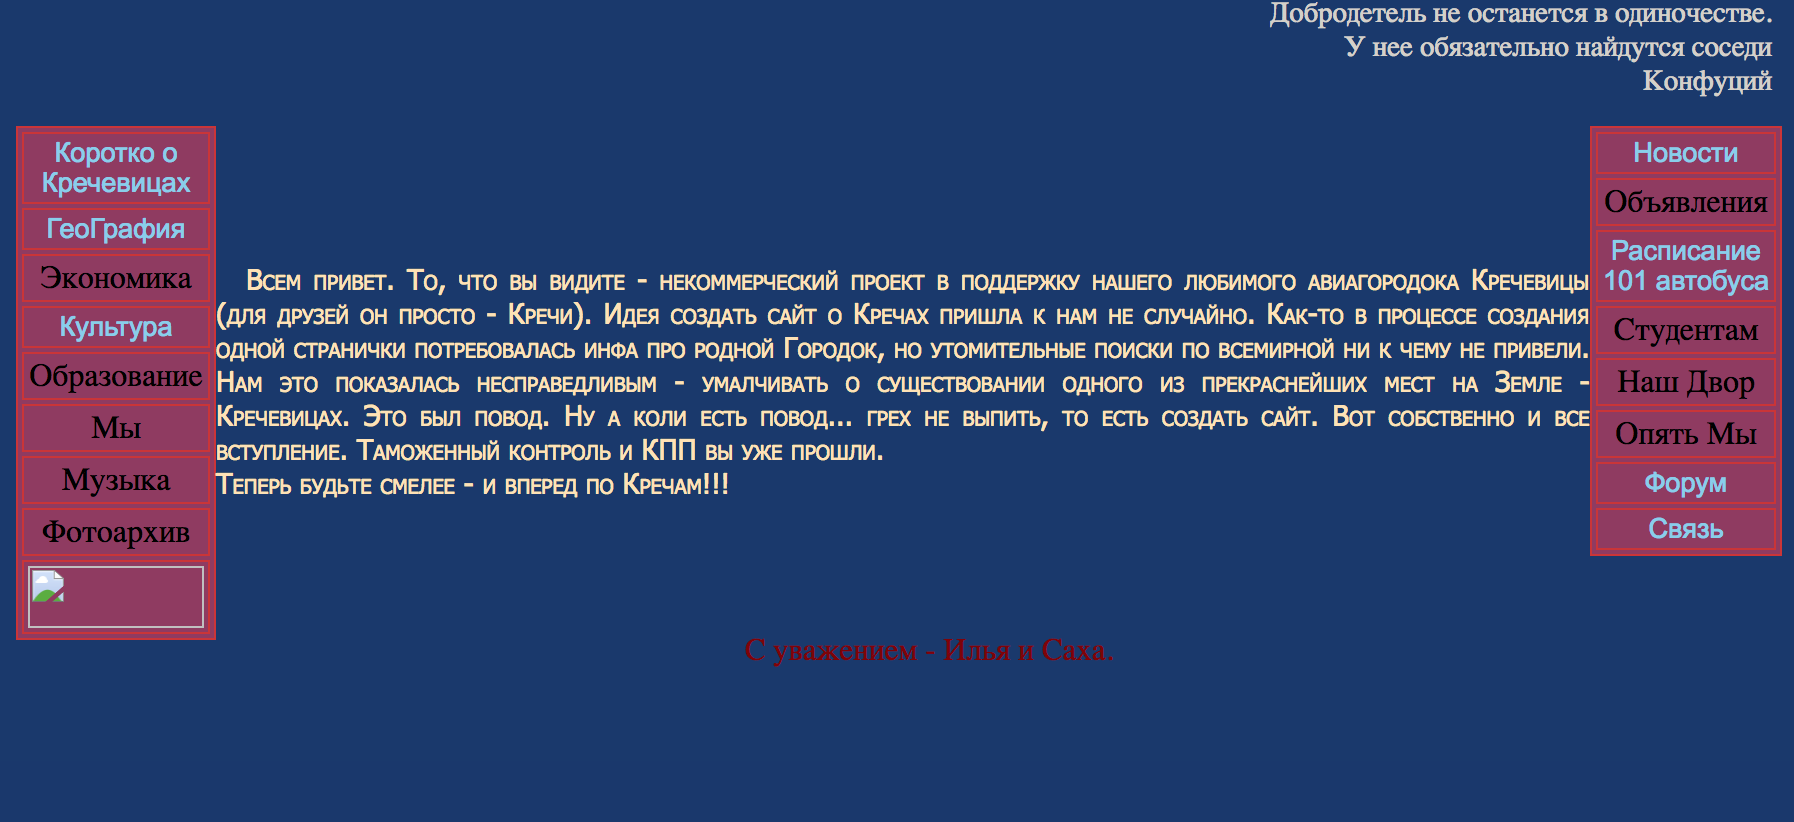 Добродетель не останется в одиночестве.
У нее обязательно найдутся соседи
Конфуций
Коротко о
Кречевицах
ГеоГрафия
Экономика
Культура
Образование
Мы
Музыка
Фотоархив
Всем привет. То, что вы видите - некоммерческий проект в поддержку нашего любимого авиагородока Кречевицы
(для друзей он просто - Кречи). Идея создать сайт о Кречах пришла к нам не случайно. Как-то в процессе создания
одной странички потребовалась инфа про родной Городок, но утомительные поиски по всемирной ни к чему не привели.
Нам это показалась несправедливым - умалчивать о существовании одного из прекраснейших мест на Земле -
Кречевицах. Это был повод. Ну а коли есть повод... грех не выпить, то есть создать сайт. Вот собственно и все
вступление. Таможенный контроль и КПП вы уже прошли.
Теперь будьте смелее - и вперед по Кречам!!!
С уважением - Илья и Саха.
Новости
Объявления
Расписание
101 автобуса
Студентам
Наш Двор
Опять Мы
Форум
Связь